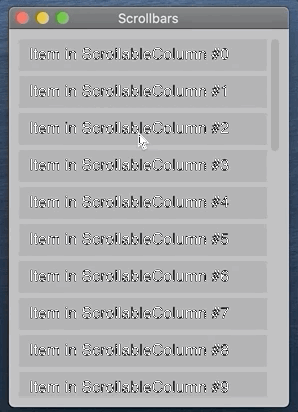 Scrollbars
Item in ScrollableColumn #0
Item in ScrollableColumn #1
Item in ScrollableColumn #2
Item in ScrollableColumn #3
Item in ScrollableColumn #4
Item in ScrollableColumn #5
Item in ScrollableColumn #6
Item in ScrollableColumn #7
Item in ScrollableColumn #8
Item in ScrollableColumn #9